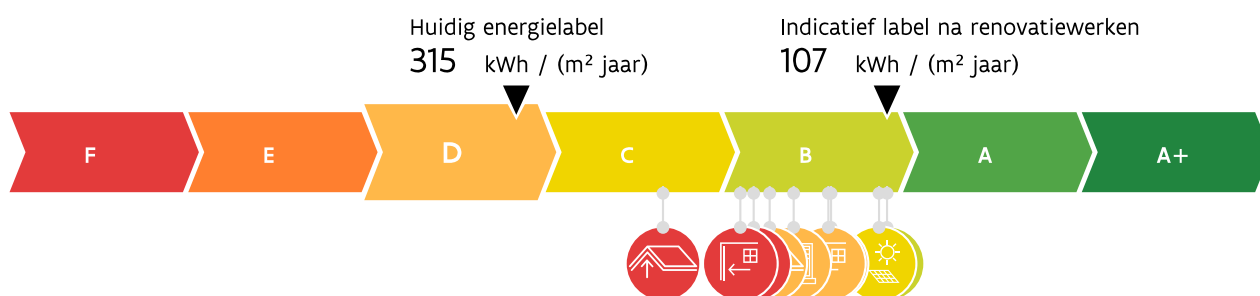 Huidig energielabel
315 kWh / (m² jaar)
Indicatief label na renovatiewerken
107 kWh / (m² jaar)
F E D C B A A+